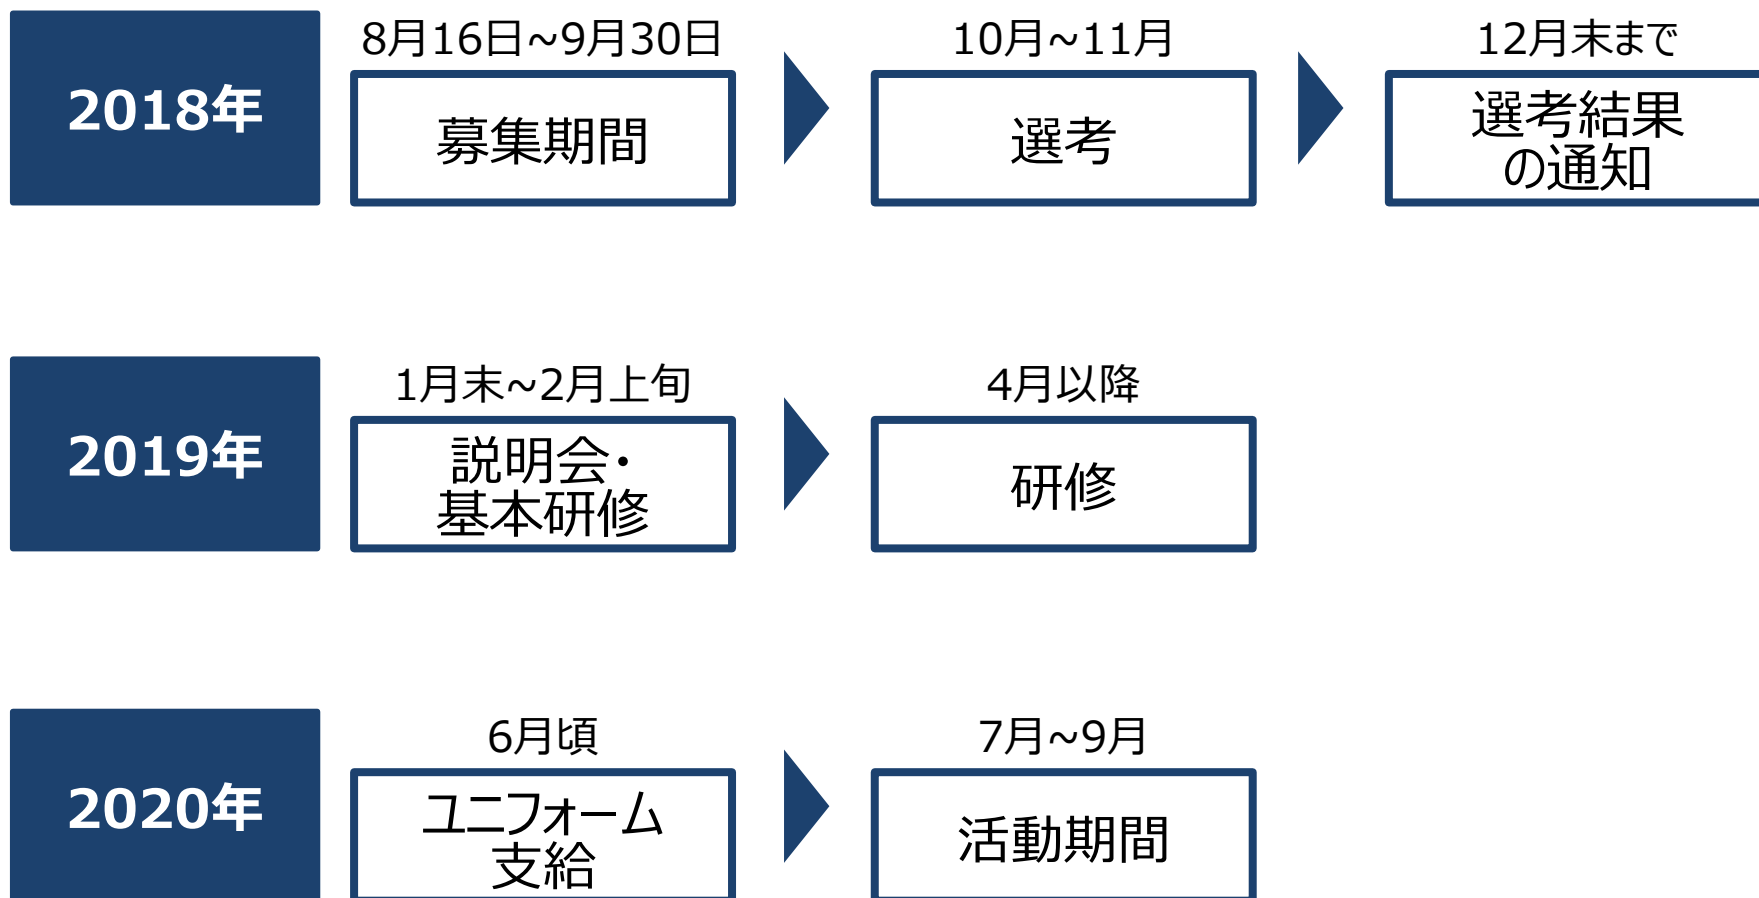 2018年
8月16日~9月30日
募集期間
10月~11月
選考
12月末まで
選考結果
の通知
2019年
1月末~2月上旬
説明会・
基本研修
4月以降
研修
2020年
6月頃
ユニフォーム
支給
7月~9月
活動期間